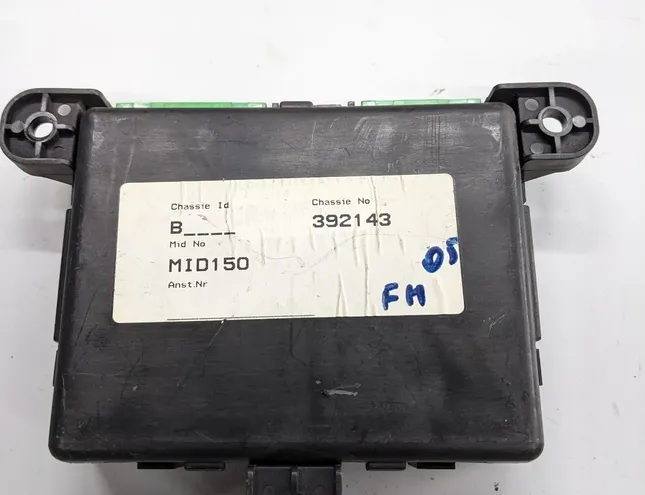 Chassie Id Chassie No
B____ 392143
Mid No
MID150
Anst.Nr
05
FH